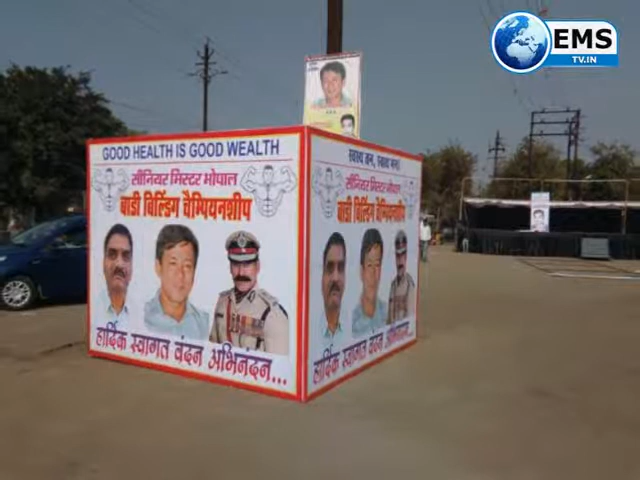 EMS
TV.IN
GOOD HEALTH IS GOOD WEALTH
सीनियर मिस्टर भोपाल
बाडी बिल्डिंग चैम्पियनशीप
हार्दिक स्वागत वंदन अभिनंदन...
स्वस्थ तन, स्वस्थ मन!
सीनियर मिस्टर भोपाल
बाडी बिल्डिंग चैम्पियनशीप
हार्दिक स्वागत वंदन अभिनंदन...